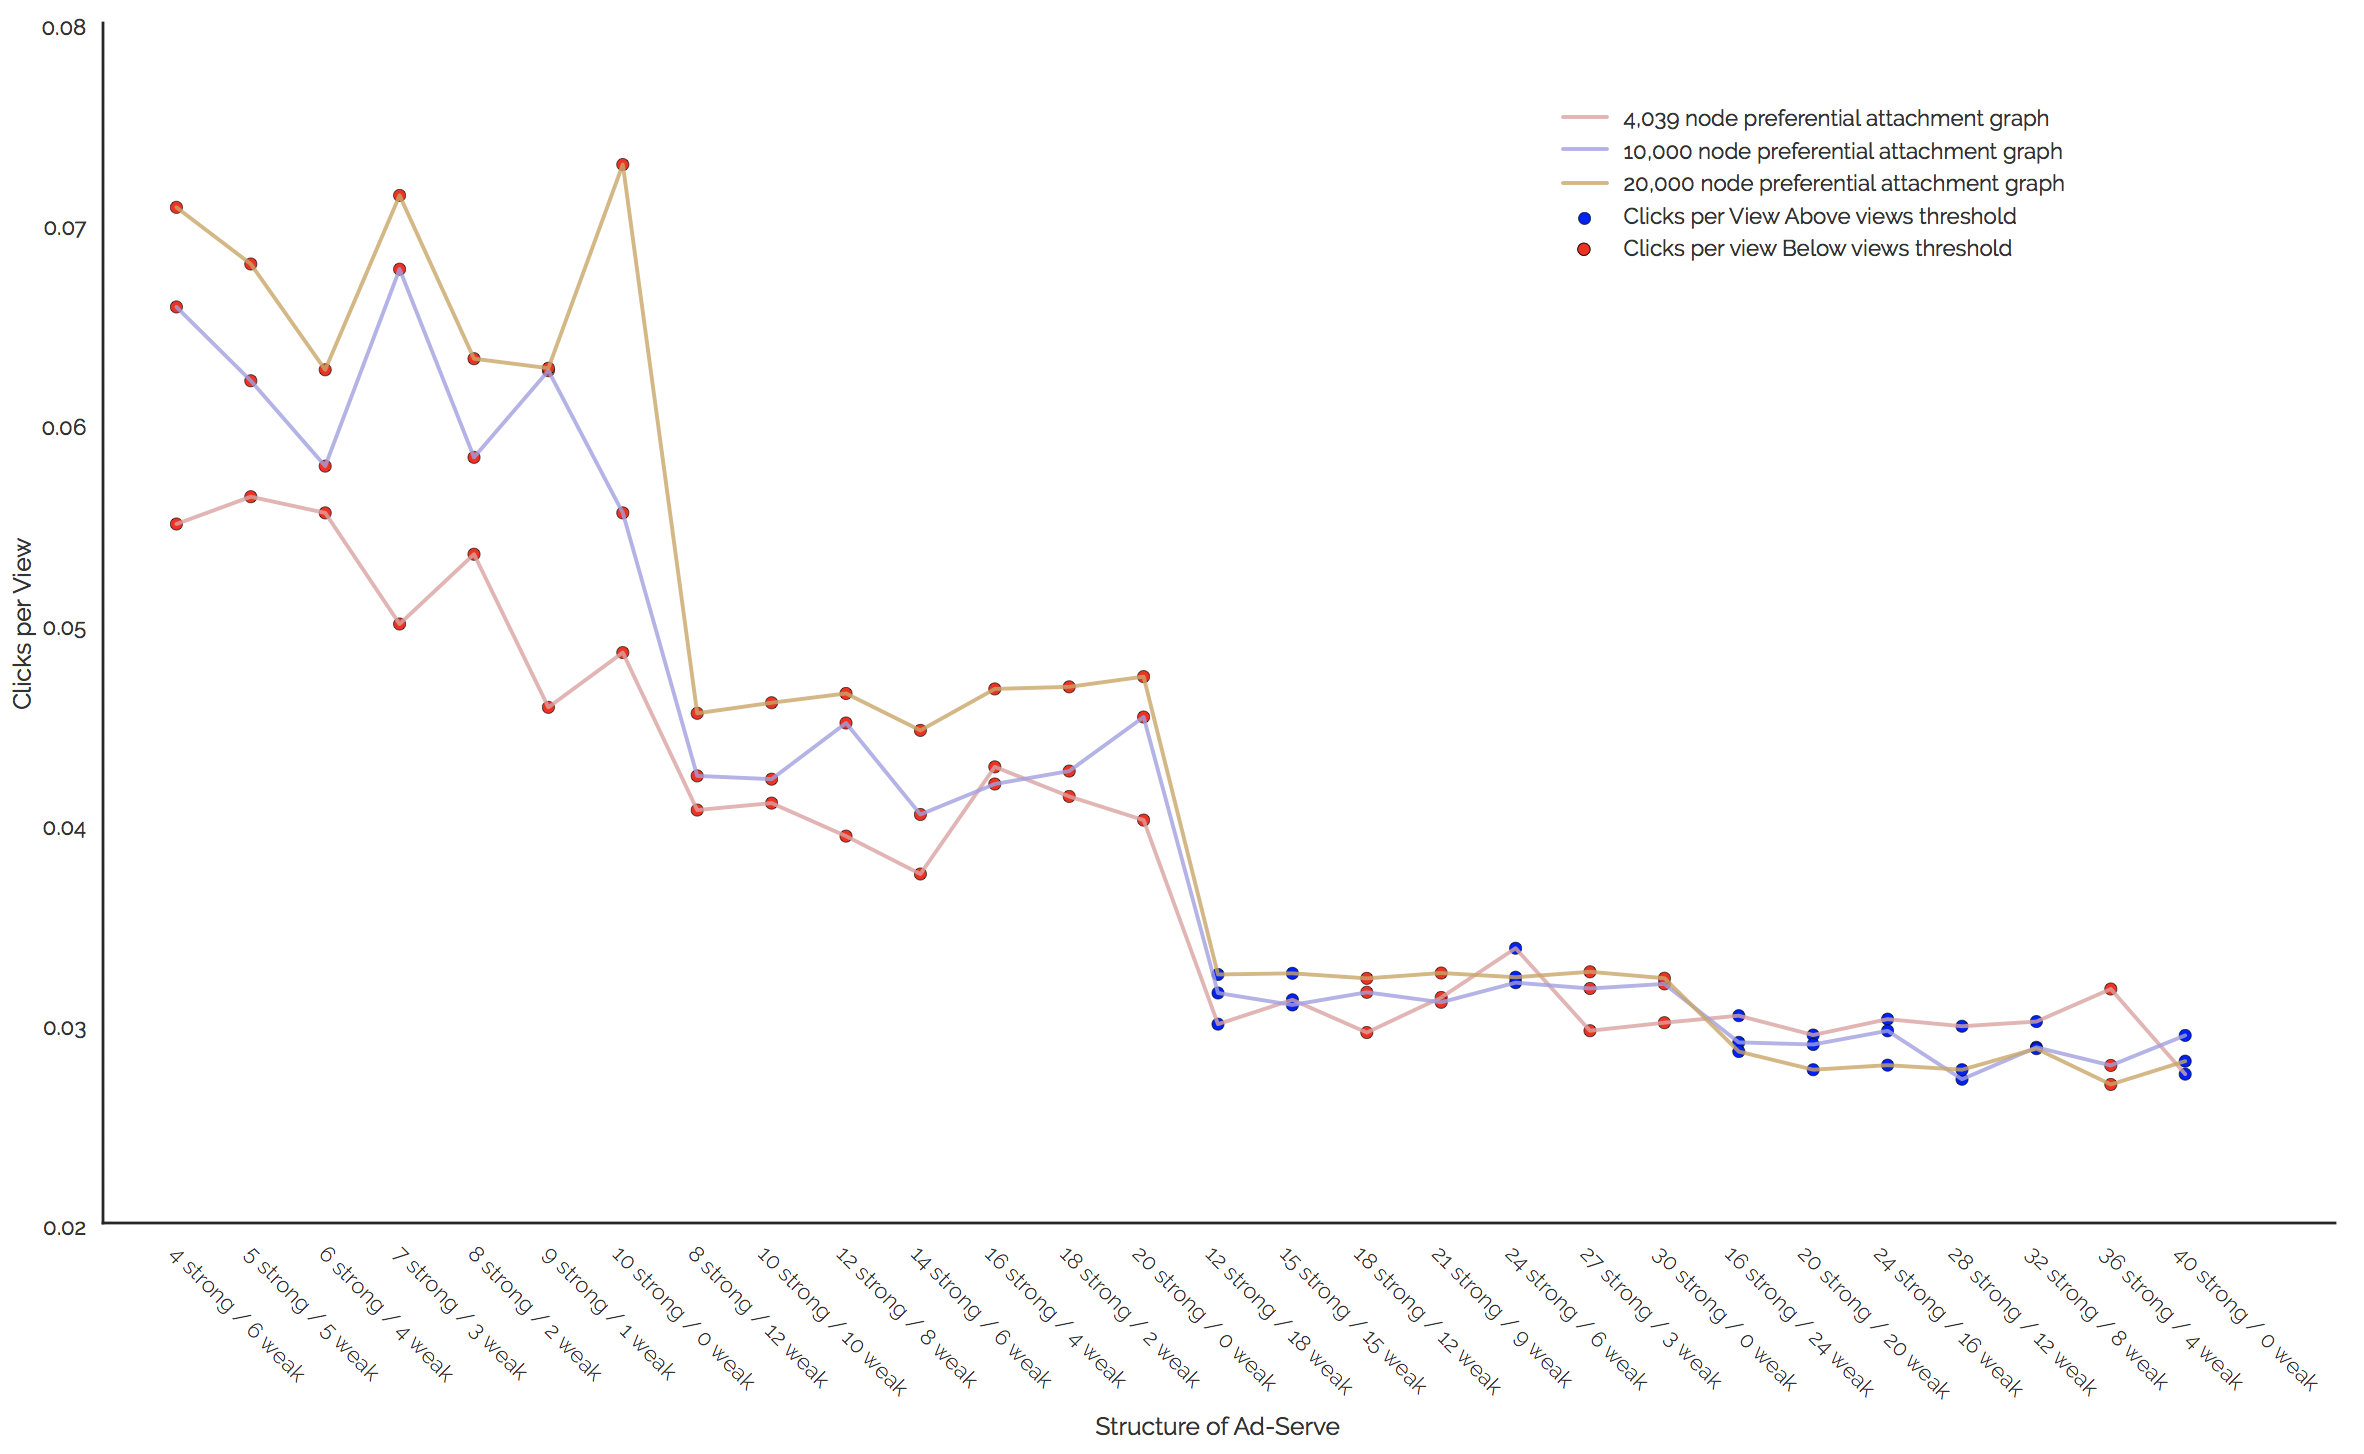 0.08
0.07
0.06
0.05
0.04
0.03
0.02
Clicks per View
4,039 node preferential attachment graph
10,000 node preferential attachment graph
20,000 node preferential attachment graph
Clicks per View Above views threshold
Clicks per view Below views threshold
4 strong / 6 weak
5 strong / 5 weak
6 strong / 4 weak
7 strong / 3 weak
8 strong / 2 weak
9 strong / 1 weak
10 strong / 0 weak
8 strong / 12 weak
10 strong / 10 weak
12 strong / 8 weak
14 strong / 6 weak
16 strong / 4 weak
18 strong / 2 weak
20 strong / 0 weak
12 strong / 18 weak
15 strong / 15 weak
18 strong / 12 weak
21 strong / 9 weak
24 strong / 6 weak
27 strong / 3 weak
30 strong / 0 weak
16 strong / 24 weak
20 strong / 20 weak
24 strong / 16 weak
28 strong / 12 weak
32 strong / 8 weak
36 strong / 4 weak
40 strong / 0 weak
Structure of Ad-Serve